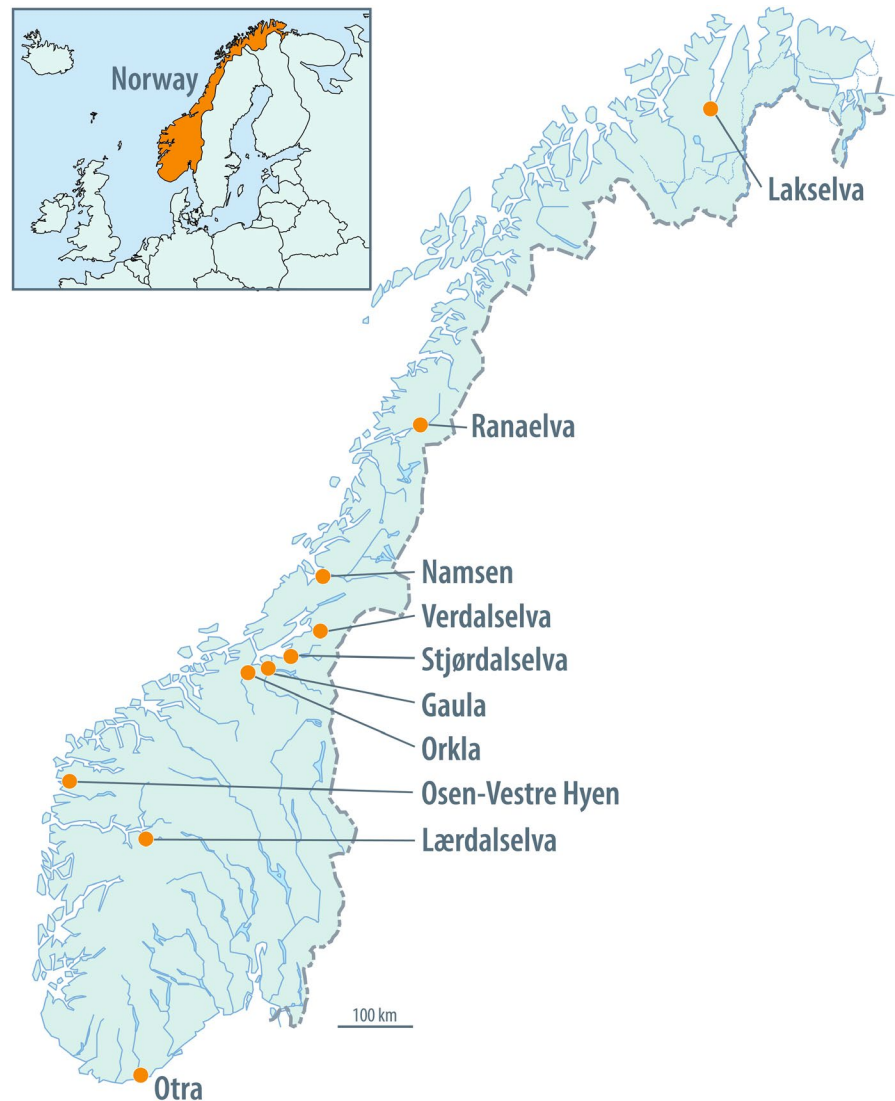 Norway
Lakselva
Ranaelva
Namsen
Verdalselva
Stjørdalselva
Gaula
Orkla
Osen-Vestre Hyen
Lærdalselva
100 km
Otra